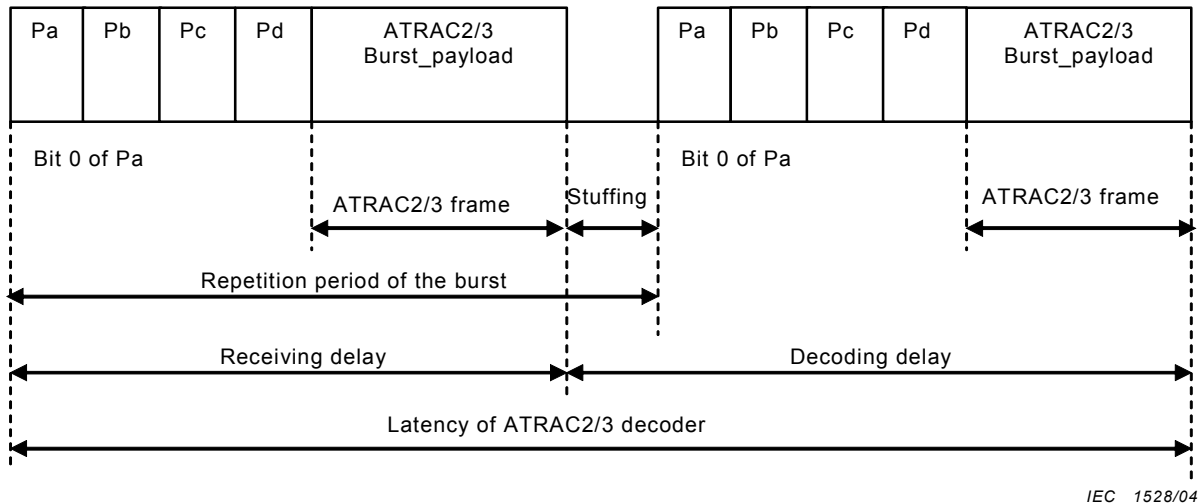 Pa Pb Pc Pd ATRAC2/3 Pa Pb Pc Pd ATRAC2/3
Burst_payload Burst_payload
Bit 0 of Pa Bit 0 of Pa
ATRAC2/3 frame Stuffing ATRAC2/3 frame
Repetition period of the burst
Receiving delay Decoding delay
Latency of ATRAC2/3 decoder
IEC 1528/04